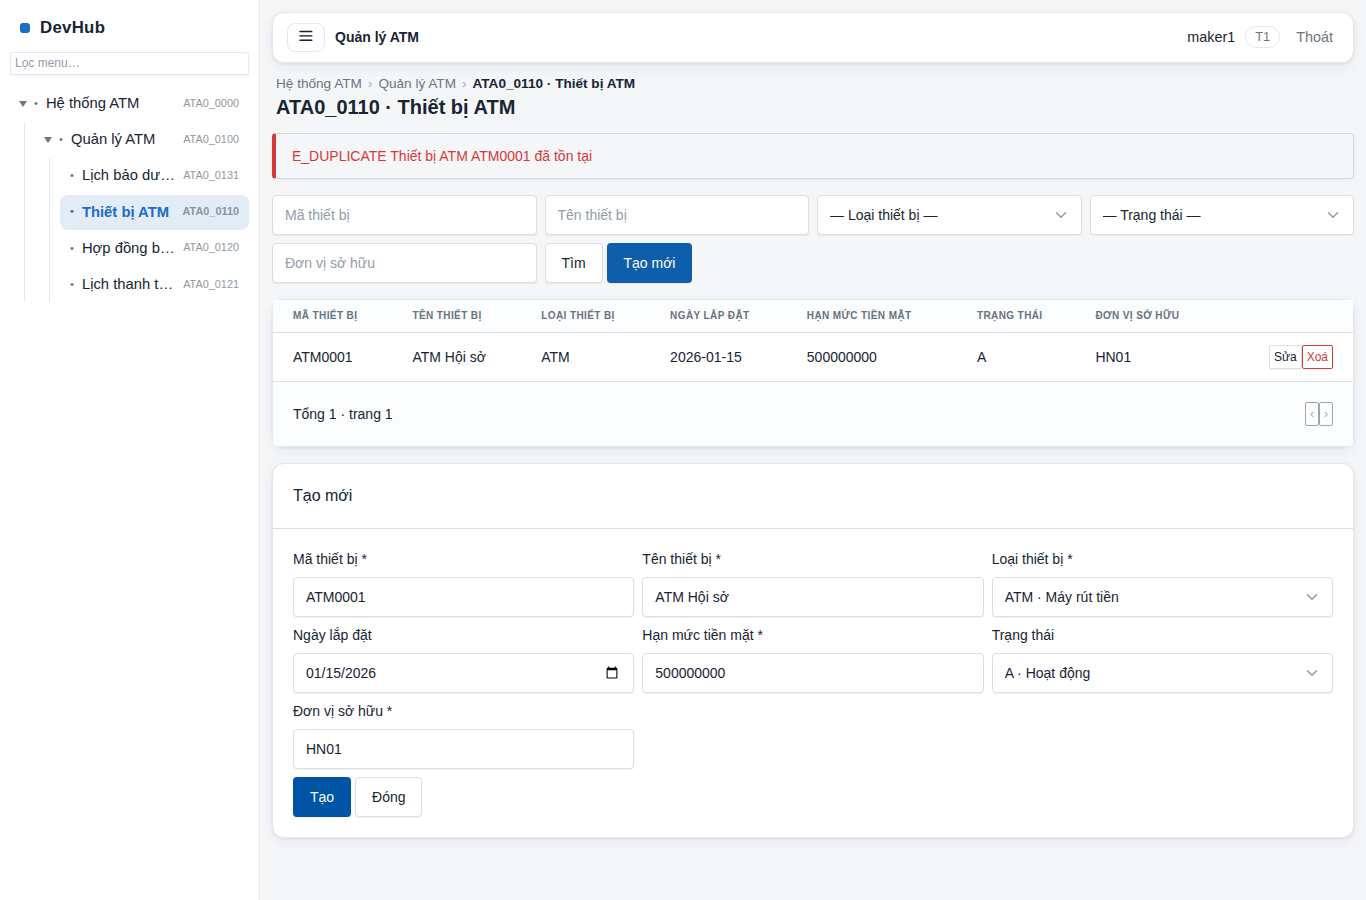 DevHub
Lọc menu…
Hệ thống ATM ATA0_0000
Quản lý ATM ATA0_0100
Lịch bảo dư… ATA0_0131
Thiết bị ATM ATA0_0110
Hợp đồng b… ATA0_0120
Lịch thanh t… ATA0_0121
Quản lý ATM maker1 T1 Thoát
Hệ thống ATM › Quản lý ATM › ATA0_0110 · Thiết bị ATM
ATA0_0110 · Thiết bị ATM
E_DUPLICATE Thiết bị ATM ATM0001 đã tồn tại
Mã thiết bị Tên thiết bị — Loại thiết bị — — Trạng thái —
Đơn vị sở hữu Tìm Tạo mới
MÃ THIẾT BỊ TÊN THIẾT BỊ LOẠI THIẾT BỊ NGÀY LẮP ĐẶT HẠN MỨC TIỀN MẶT TRẠNG THÁI ĐƠN VỊ SỞ HỮU
ATM0001 ATM Hội sở ATM 2026-01-15 500000000 A HN01 Sửa Xoá
Tổng 1 · trang 1 ‹ ›
Tạo mới
Mã thiết bị * Tên thiết bị * Loại thiết bị *
ATM0001 ATM Hội sở ATM · Máy rút tiền
Ngày lắp đặt Hạn mức tiền mặt * Trạng thái
01/15/2026 500000000 A · Hoạt động
Đơn vị sở hữu *
HN01
Tạo Đóng